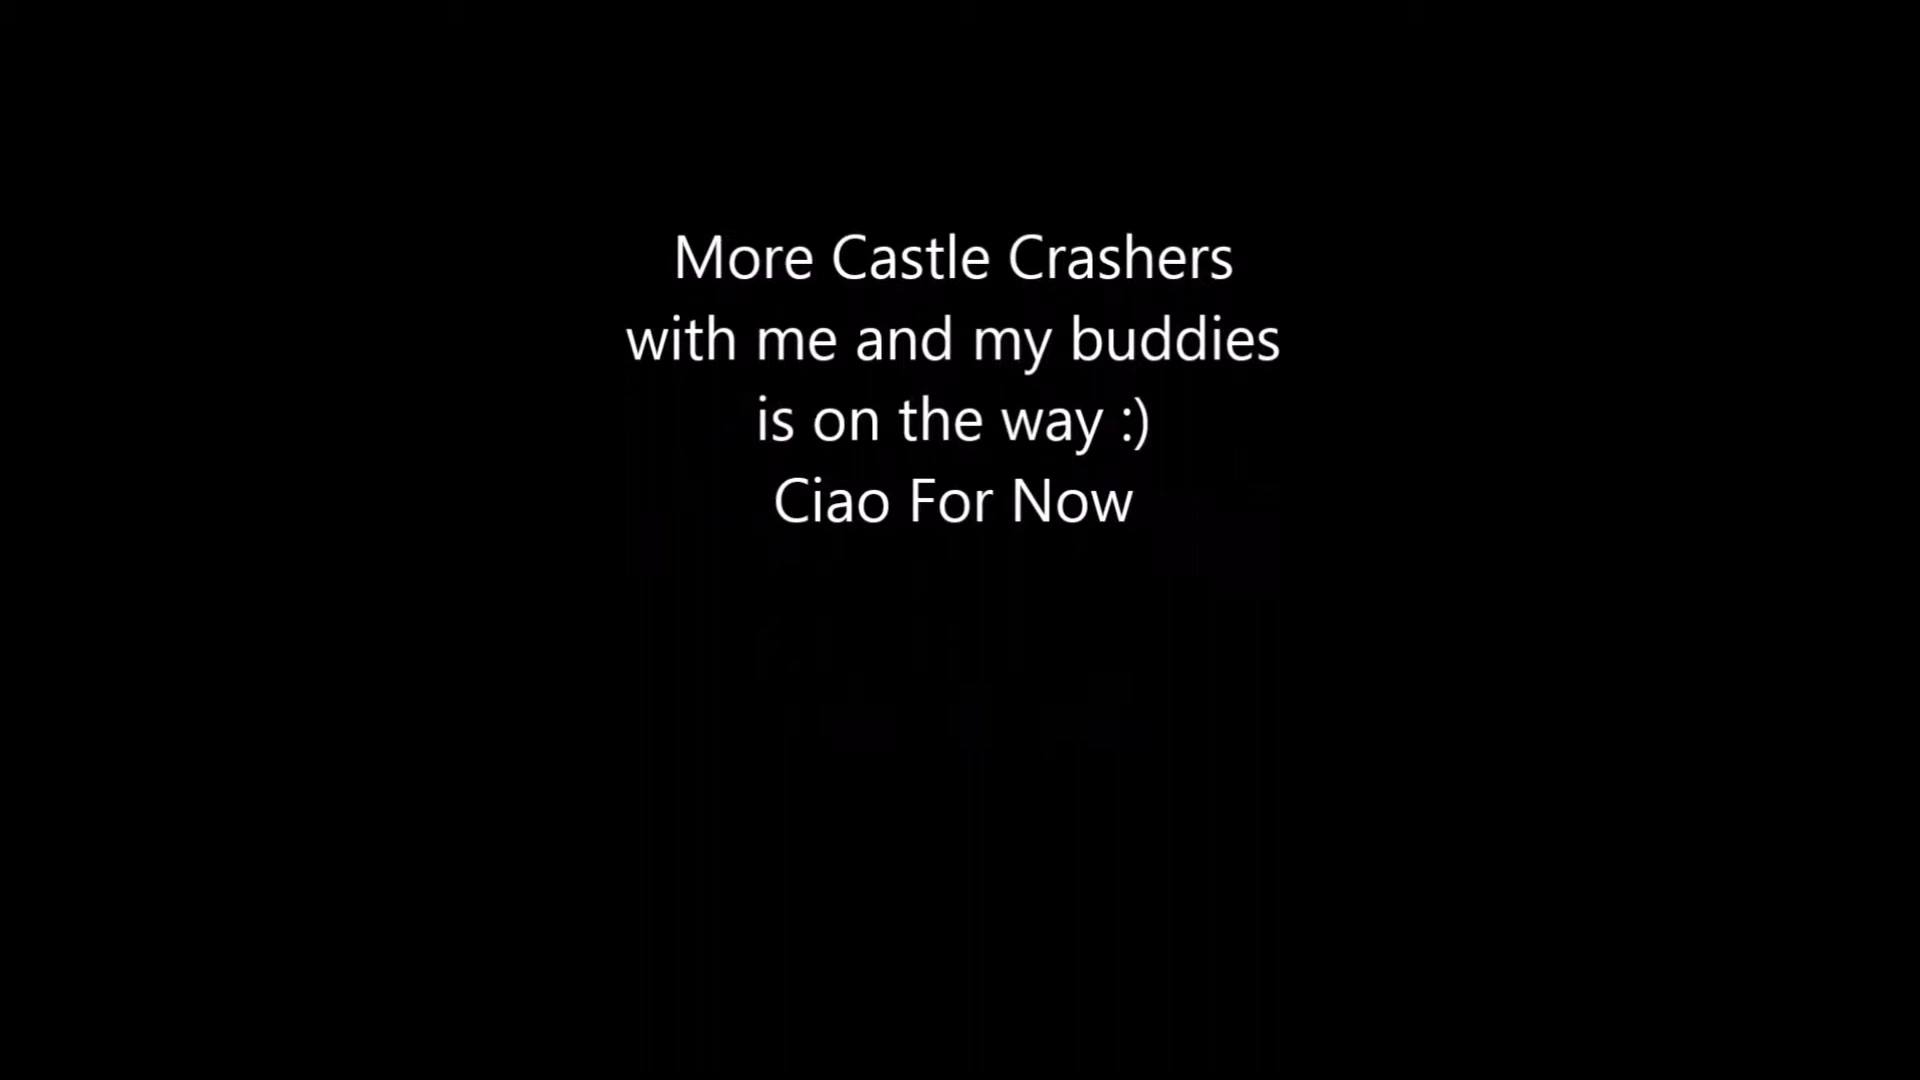 More Castle Crashers
with me and my buddies
is on the way :)
Ciao For Now